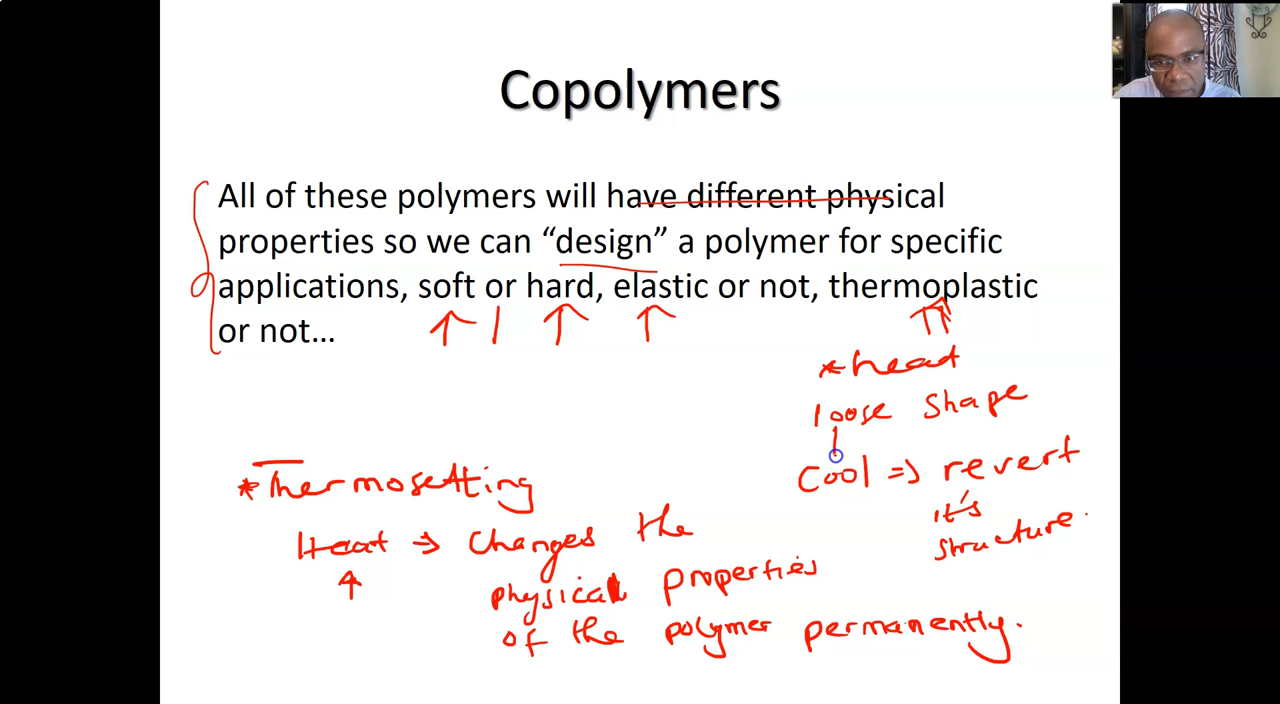 Copolymers
All of these polymers will have different physical
properties so we can “design” a polymer for specific
applications, soft or hard, elastic or not, thermoplastic
or not...
*heat
loose shape
Cool => revert
it's
structure.
*Thermosetting
Heat => Changes the
physical properties
of the polymer permanently.